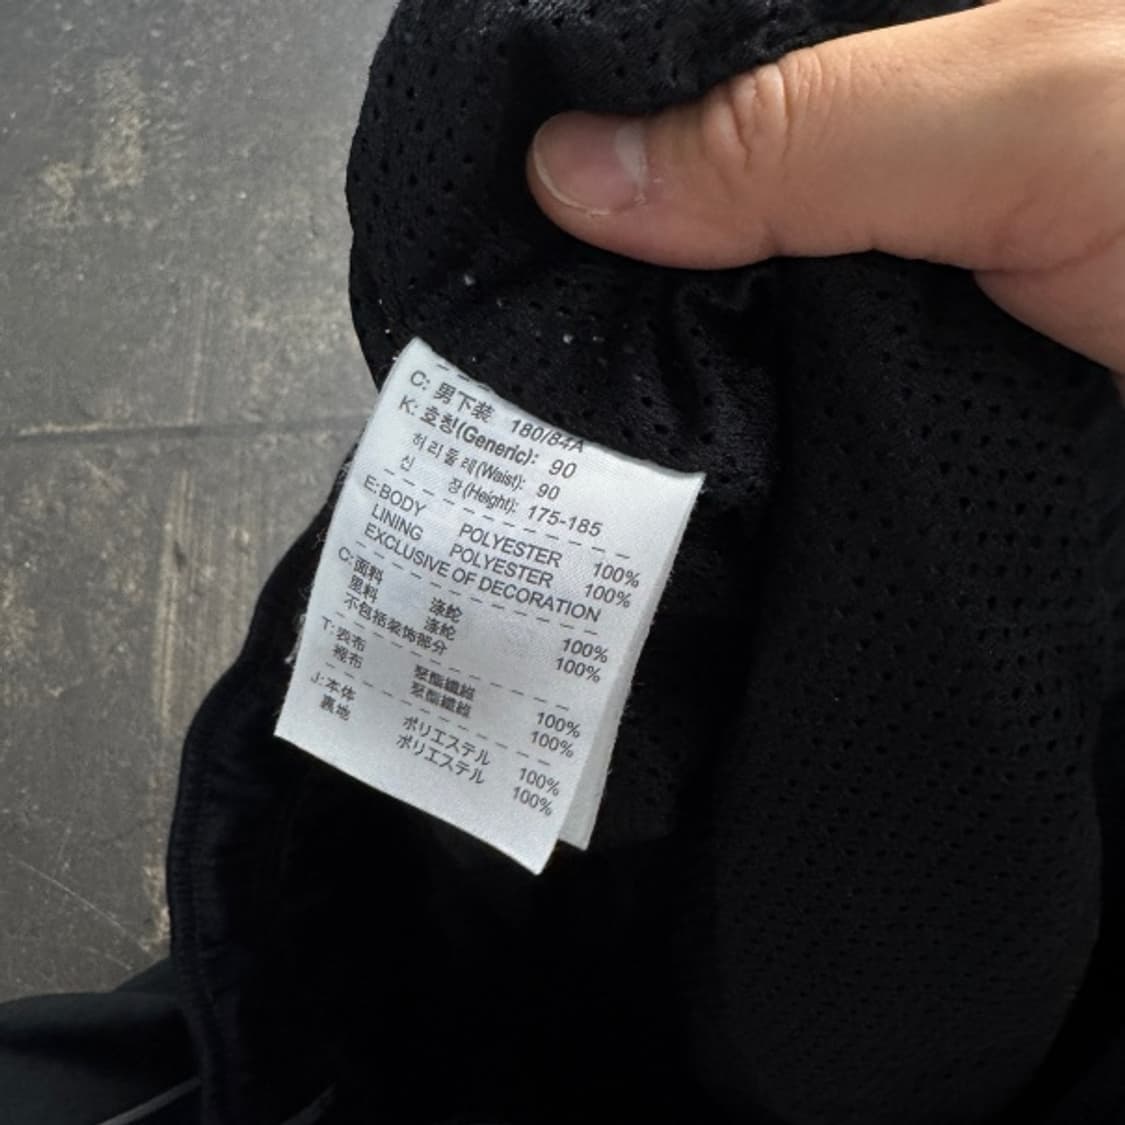 C: 男下装 180/84A
K: 호칭(Generic): 90
허리둘레(Waist): 90
신 장(Height): 175-185
E: BODY POLYESTER 100%
LINING POLYESTER 100%
EXCLUSIVE OF DECORATION
C: 面料 涤纶 100%
里料 涤纶 100%
不包括装饰部分
T: 表布 聚酯纖維 100%
裡布 聚酯纖維 100%
J: 本体 ポリエステル 100%
裏地 ポリエステル 100%